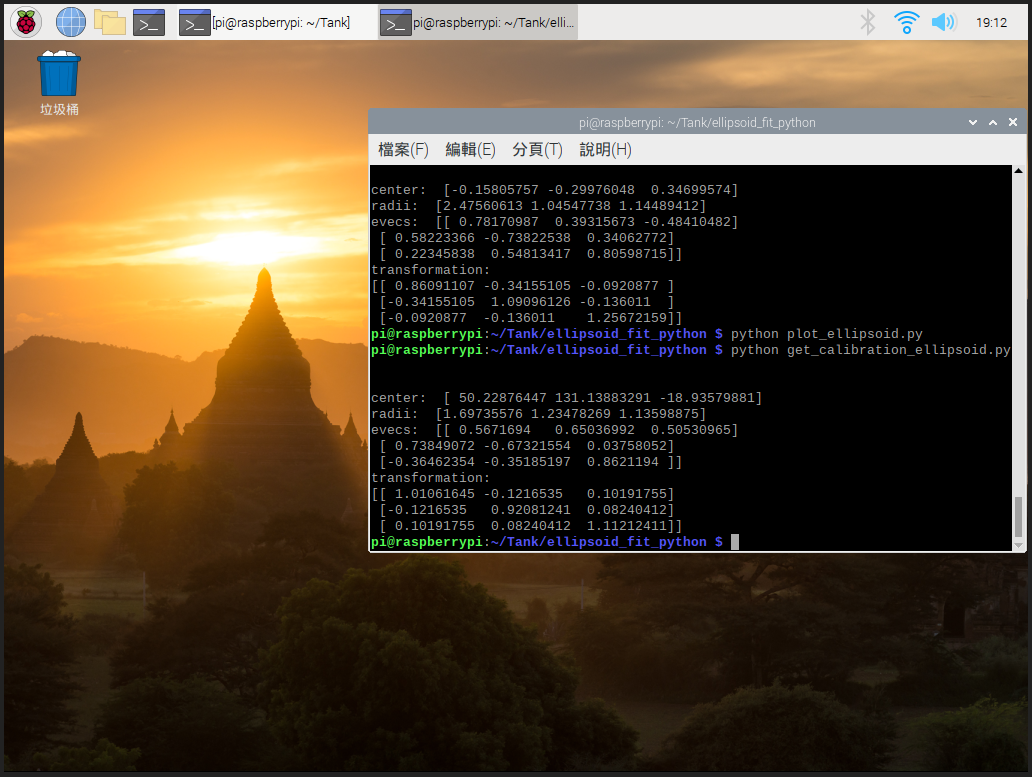 [pi@raspberrypi: ~/Tank]
pi@raspberrypi: ~/Tank/elli...
19:12
垃圾桶
pi@raspberrypi: ~/Tank/ellipsoid_fit_python
檔案(F) 編輯(E) 分頁(T) 說明(H)
center:  [-0.15805757 -0.29976048  0.34699574]
radii:  [2.47560613 1.04547738 1.14489412]
evecs:  [[ 0.78170987  0.39315673 -0.48410482]
 [ 0.58223366 -0.73822538  0.34062772]
 [ 0.22345838  0.54813417  0.80598715]]
transformation:
[[ 0.86091107 -0.34155105 -0.0920877 ]
 [-0.34155105  1.09096126 -0.136011  ]
 [-0.0920877  -0.136011    1.25672159]]
pi@raspberrypi:~/Tank/ellipsoid_fit_python $ python plot_ellipsoid.py
pi@raspberrypi:~/Tank/ellipsoid_fit_python $ python get_calibration_ellipsoid.py
center:  [ 50.22876447 131.13883291 -18.93579881]
radii:  [1.69735576 1.23478269 1.13598875]
evecs:  [[ 0.5671694   0.65036992  0.50530965]
 [ 0.73849072 -0.67321554  0.03758052]
 [-0.36462354 -0.35185197  0.8621194 ]]
transformation:
[[ 1.01061645 -0.1216535   0.10191755]
 [-0.1216535   0.92081241  0.08240412]
 [ 0.10191755  0.08240412  1.11212411]]
pi@raspberrypi:~/Tank/ellipsoid_fit_python $